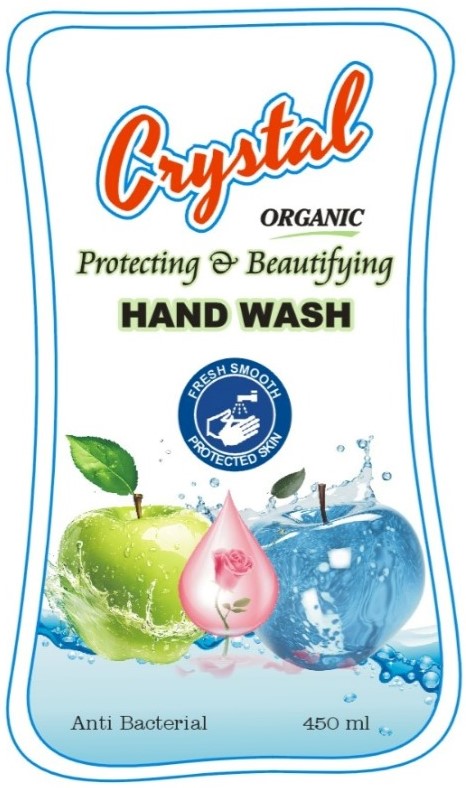 Crystal
ORGANIC
Protecting & Beautifying
HAND WASH
FRESH SMOOTH
PROTECTED SKIN
Anti Bacterial 450 ml